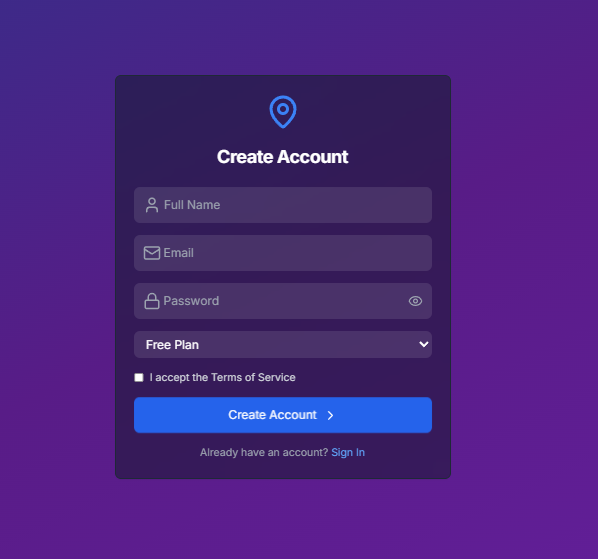 Create Account
Full Name
Email
Password
Free Plan
I accept the Terms of Service
Create Account
Already have an account? Sign In